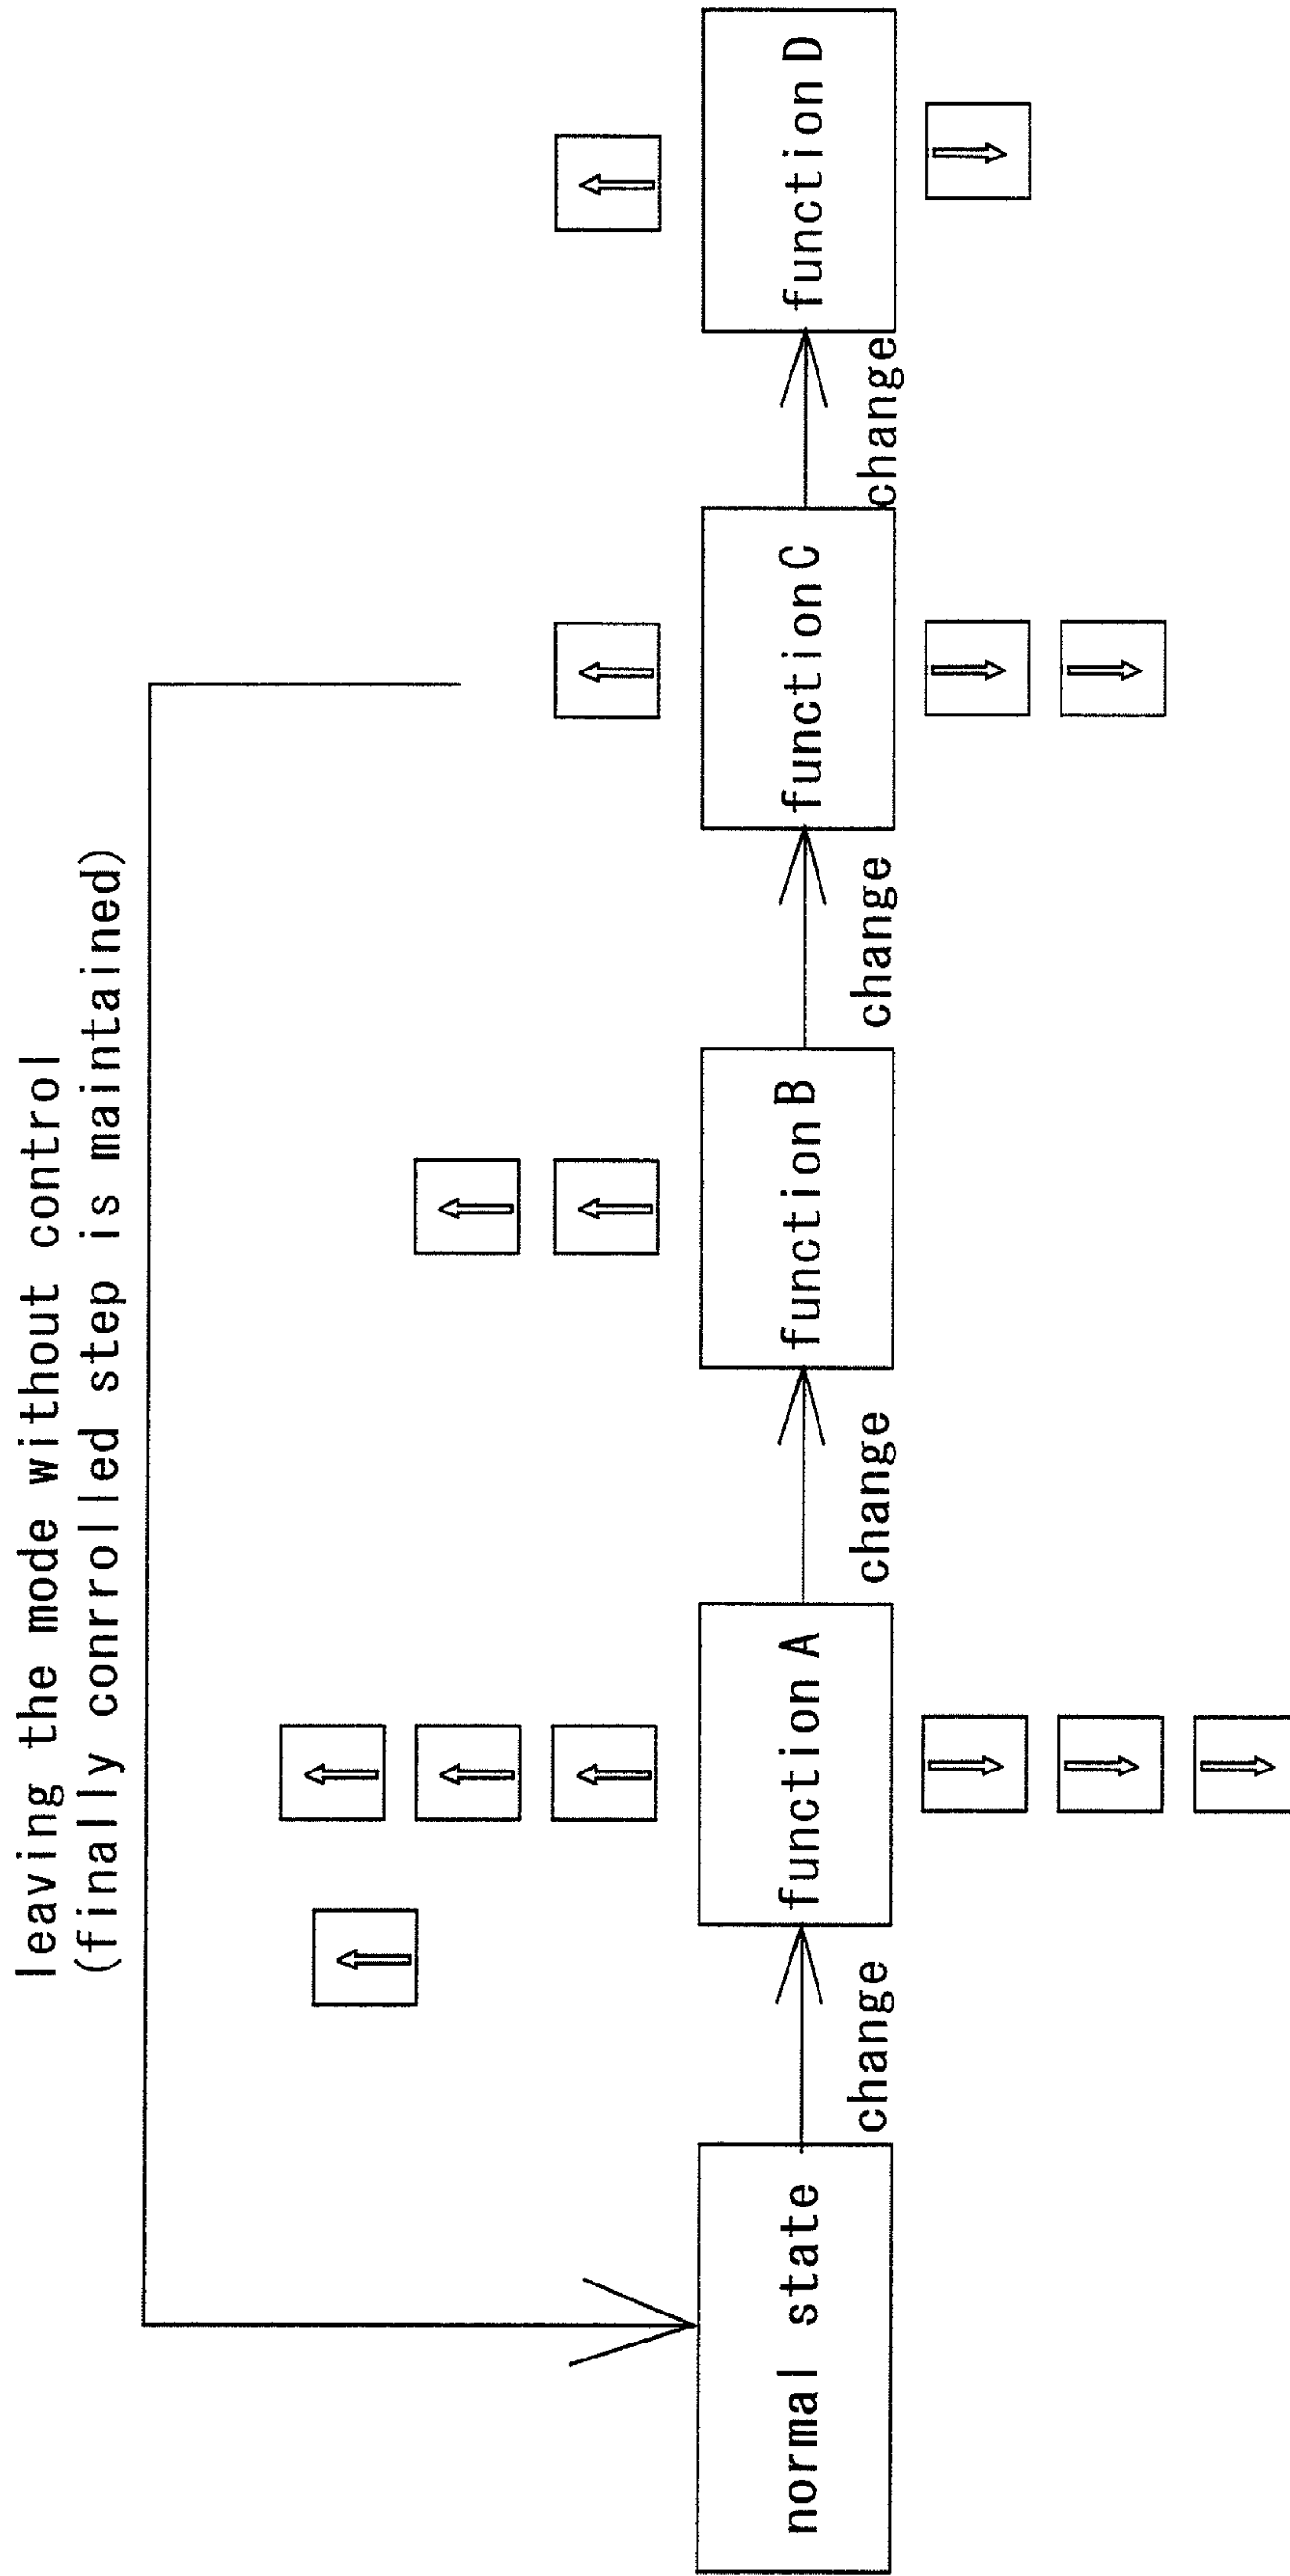 leaving the mode without control
(finally conrrolled step is maintained)
normal state
change
function A
change
function B
change
function C
change
function D